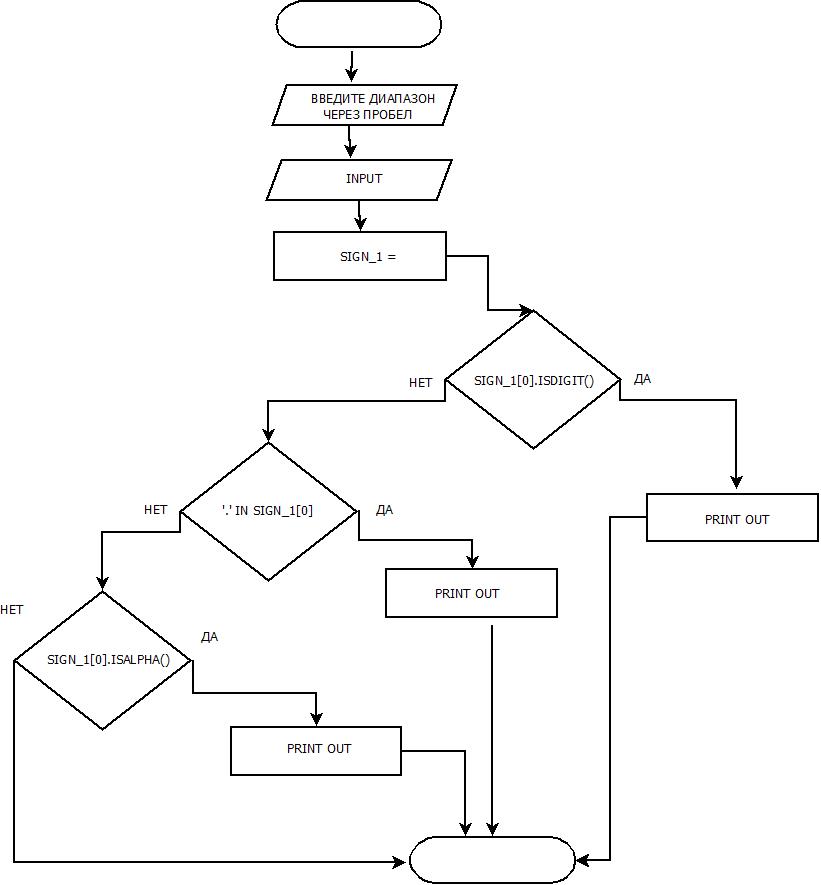 ВВЕДИТЕ ДИАПАЗОН
ЧЕРЕЗ ПРОБЕЛ
INPUT
SIGN_1 =
НЕТ
SIGN_1[0].ISDIGIT()
ДА
НЕТ
'.' IN SIGN_1[0]
ДА
PRINT OUT
PRINT OUT
НЕТ
ДА
SIGN_1[0].ISALPHA()
PRINT OUT